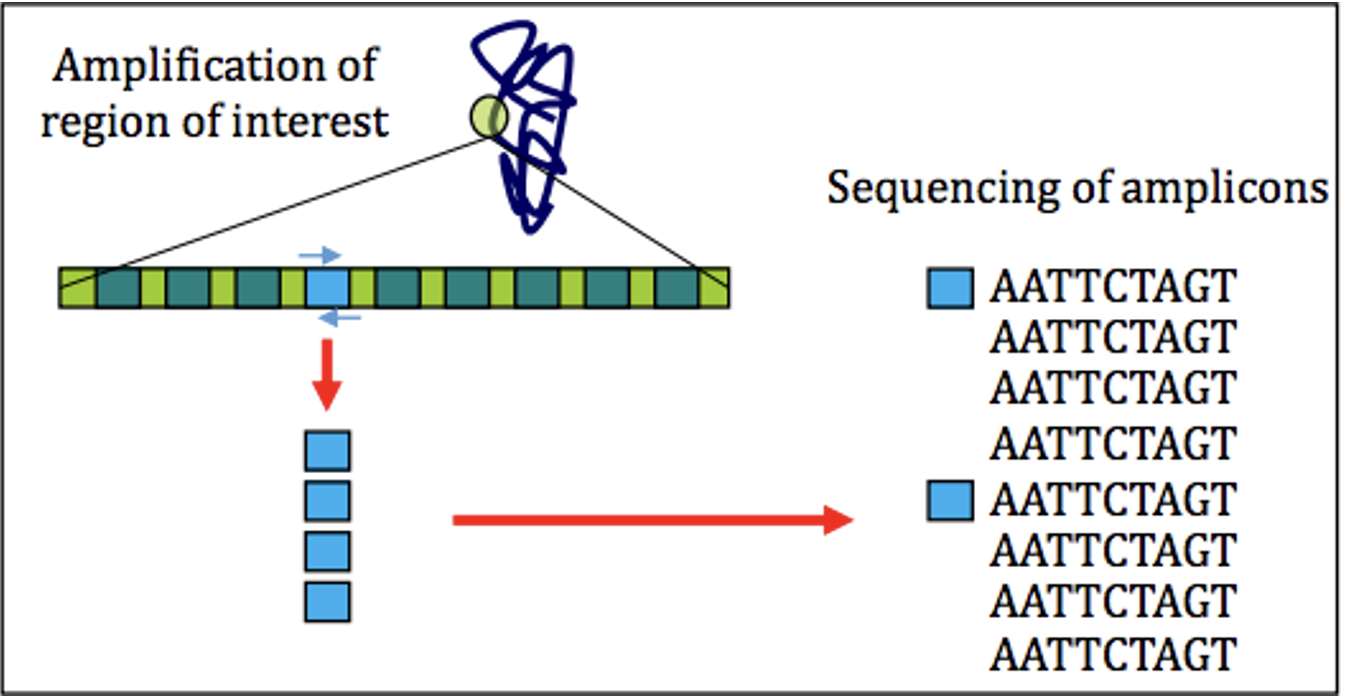 Amplification of
region of interest
Sequencing of amplicons
AATTCTAGT
AATTCTAGT
AATTCTAGT
AATTCTAGT
AATTCTAGT
AATTCTAGT
AATTCTAGT
AATTCTAGT